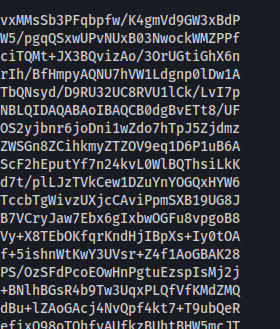 vxMMsSb3PFqbpfw/K4gmVd9GW3xBdP
W5/pgqQSxwUPvNUxB03NwockWMZPPf
ciTQMt+JX3BQvizAo/3OrUGtiGhX6n
rIh/BfHmpyAQNU7hVW1Ldgnp0lDw1A
TbQNsyd/D9RU32UC8RVU1lCk/LvI7p
NBLQIDAQABAoIBAQCB0dgBvETt8/UF
OS2yjbnr6joDni1wZdo7hTpJ5Zjdmz
ZWSGn8ZCihkmyZTZOV9eq1D6P1uB6A
ScF2hEputYf7n24kvL0WlBQThsiLkK
d7t/plLJzTVkCew1DZuYnYOGQxHYW6
TccbTgWivzUXjcCAviPpmSXB19UG8J
B7VCryJaw7Ebx6gIxbwOGFu8vpgoB8
Vy+X8TEbOKfqrKndHjIBpXs+Iy0tOA
f+5ishnWtKwY3UVsr+Z4f1AoGBAK28
PS/OzSFdPcoEOwHnPgtuEzspIsMj2j
+BNlhBGsR4b9Tw3UqxPLQfVfKMdZMQ
dBu+lZAoGAcj4NvQpf4kt7+T9ubQeR
efixO98oTOhfyAUfkzBUhtBHW5mcJT